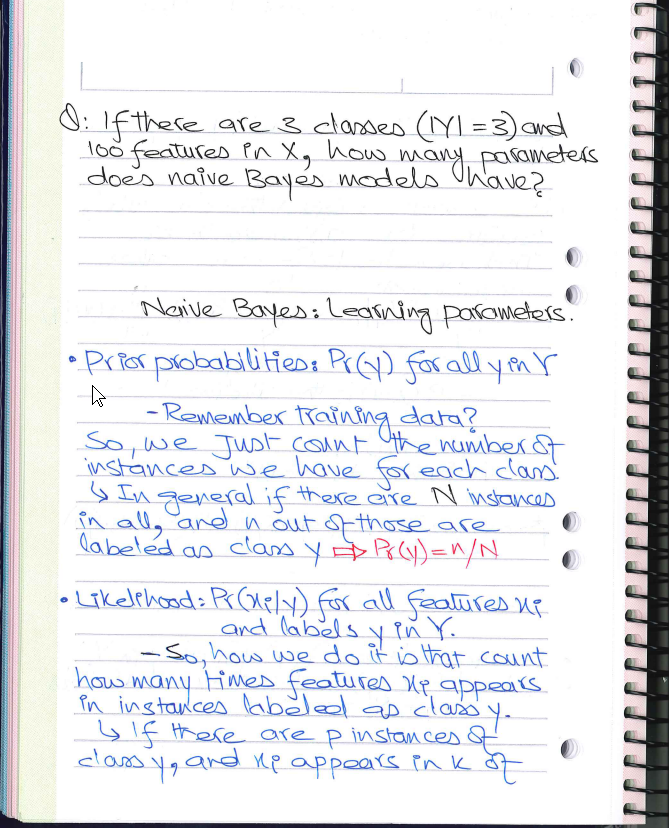 Q: If there are 3 classes (|Y| = 3) and
100 features in X, how many parameters
does naive Bayes models have?
Naive Bayes: Learning parameters.
• Prior probabilities: Pr(y) for all y in Y
- Remember training data?
So, we Just count the number of
instances we have for each class.
↳ In general if there are N instances
in all, and n out of those are
labeled as class y ⇒ Pr(y) = n/N
• Likelihood: Pr(xi/y) for all features xi
and labels y in Y.
- So, how we do it is that count
how many times features xi appears
in instances labeled as class y.
↳ If there are p instances of
class y, and xi appears in k of